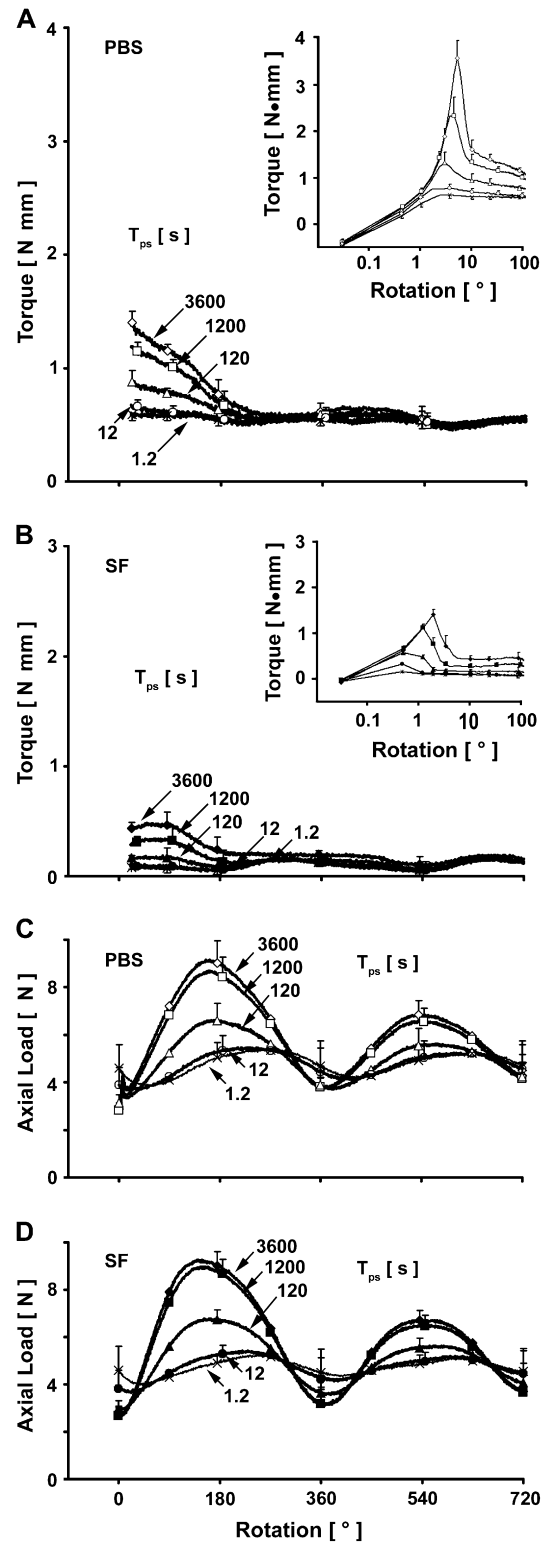 A
PBS
4
3
2
1
0
Torque [ N mm ]
T ps [ s ]
3600
1200
120
12
1.2
4
3
2
1
0
Torque [ N•mm ]
0.1 1 10 100
Rotation [ ° ]
B
SF
3
2
1
0
Torque [ N mm ]
T ps [ s ]
3600
1200
120
12
1.2
3
2
1
0
Torque [ N•mm ]
0.1 1 10 100
Rotation [ ° ]
C
PBS
8
4
0
Axial Load [ N ]
T ps [ s ]
3600
1200
120
12
1.2
D
SF
8
4
0
Axial Load [ N ]
T ps [ s ]
3600
1200
120
12
1.2
0 180 360 540 720
Rotation [ ° ]